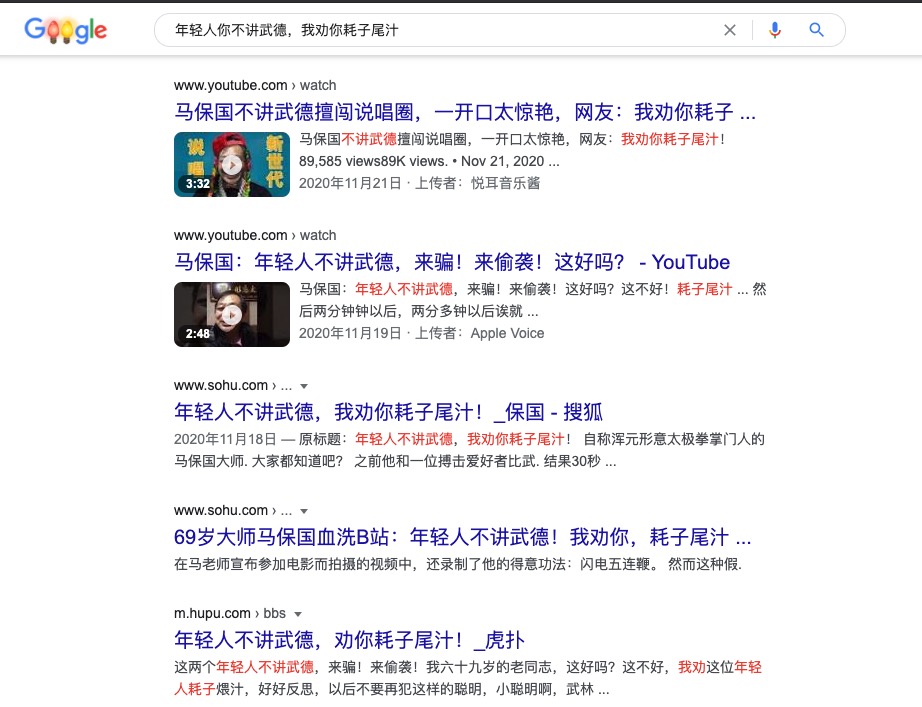 Google
年轻人你不讲武德，我劝你耗子尾汁
www.youtube.com › watch
马保国不讲武德擅闯说唱圈，一开口太惊艳，网友：我劝你耗子 ...
说唱
新世代
3:32
马保国不讲武德擅闯说唱圈，一开口太惊艳，网友：我劝你耗子尾汁！
89,585 views89K views. • Nov 21, 2020 ...
2020年11月21日 · 上传者：悦耳音乐酱
www.youtube.com › watch
马保国：年轻人不讲武德，来骗！来偷袭！这好吗？ - YouTube
2:48
马保国：年轻人不讲武德，来骗！来偷袭！这好吗？这不好！耗子尾汁 ... 然
后两分钟钟以后，两分多钟以后诶就 ...
2020年11月19日 · 上传者：Apple Voice
www.sohu.com › ...
年轻人不讲武德，我劝你耗子尾汁！_保国 - 搜狐
2020年11月18日 — 原标题：年轻人不讲武德，我劝你耗子尾汁！ 自称浑元形意太极拳掌门人的
马保国大师. 大家都知道吧？ 之前他和一位搏击爱好者比武. 结果30秒 ...
www.sohu.com › ...
69岁大师马保国血洗B站：年轻人不讲武德！我劝你，耗子尾汁 ...
在马老师宣布参加电影而拍摄的视频中，还录制了他的得意功法：闪电五连鞭。 然而这种假.
m.hupu.com › bbs
年轻人不讲武德，劝你耗子尾汁！_虎扑
这两个年轻人不讲武德，来骗！来偷袭！我六十九岁的老同志，这好吗？这不好，我劝这位年轻
人耗子煨汁，好好反思，以后不要再犯这样的聪明，小聪明啊，武林 ...